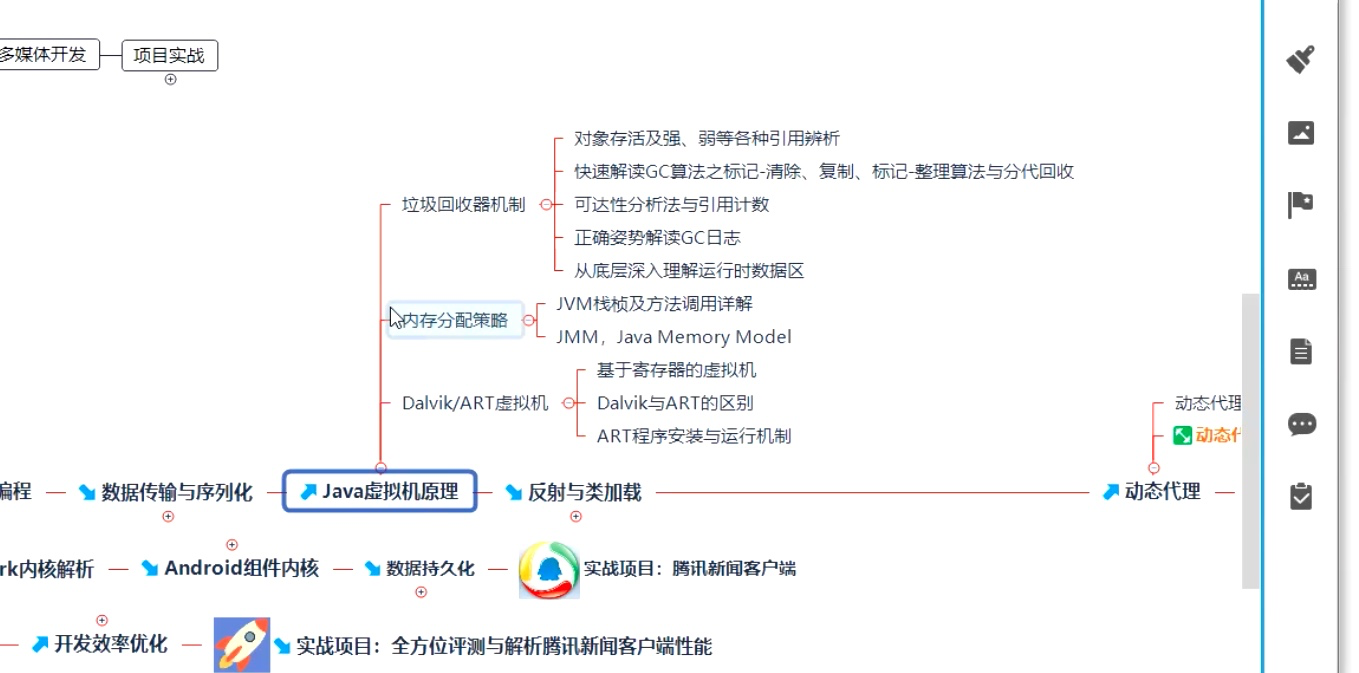 多媒体开发
项目实战
对象存活及强、弱等各种引用辨析
快速解读GC算法之标记-清除、复制、标记-整理算法与分代回收
垃圾回收器机制
可达性分析法与引用计数
正确姿势解读GC日志
从底层深入理解运行时数据区
JVM栈桢及方法调用详解
内存分配策略
JMM，Java Memory Model
基于寄存器的虚拟机
Dalvik/ART虚拟机
Dalvik与ART的区别
ART程序安装与运行机制
动态代理
动态代
编程
数据传输与序列化
Java虚拟机原理
反射与类加载
动态代理
rk内核解析
Android组件内核
数据持久化
实战项目：腾讯新闻客户端
开发效率优化
实战项目：全方位评测与解析腾讯新闻客户端性能
Aa